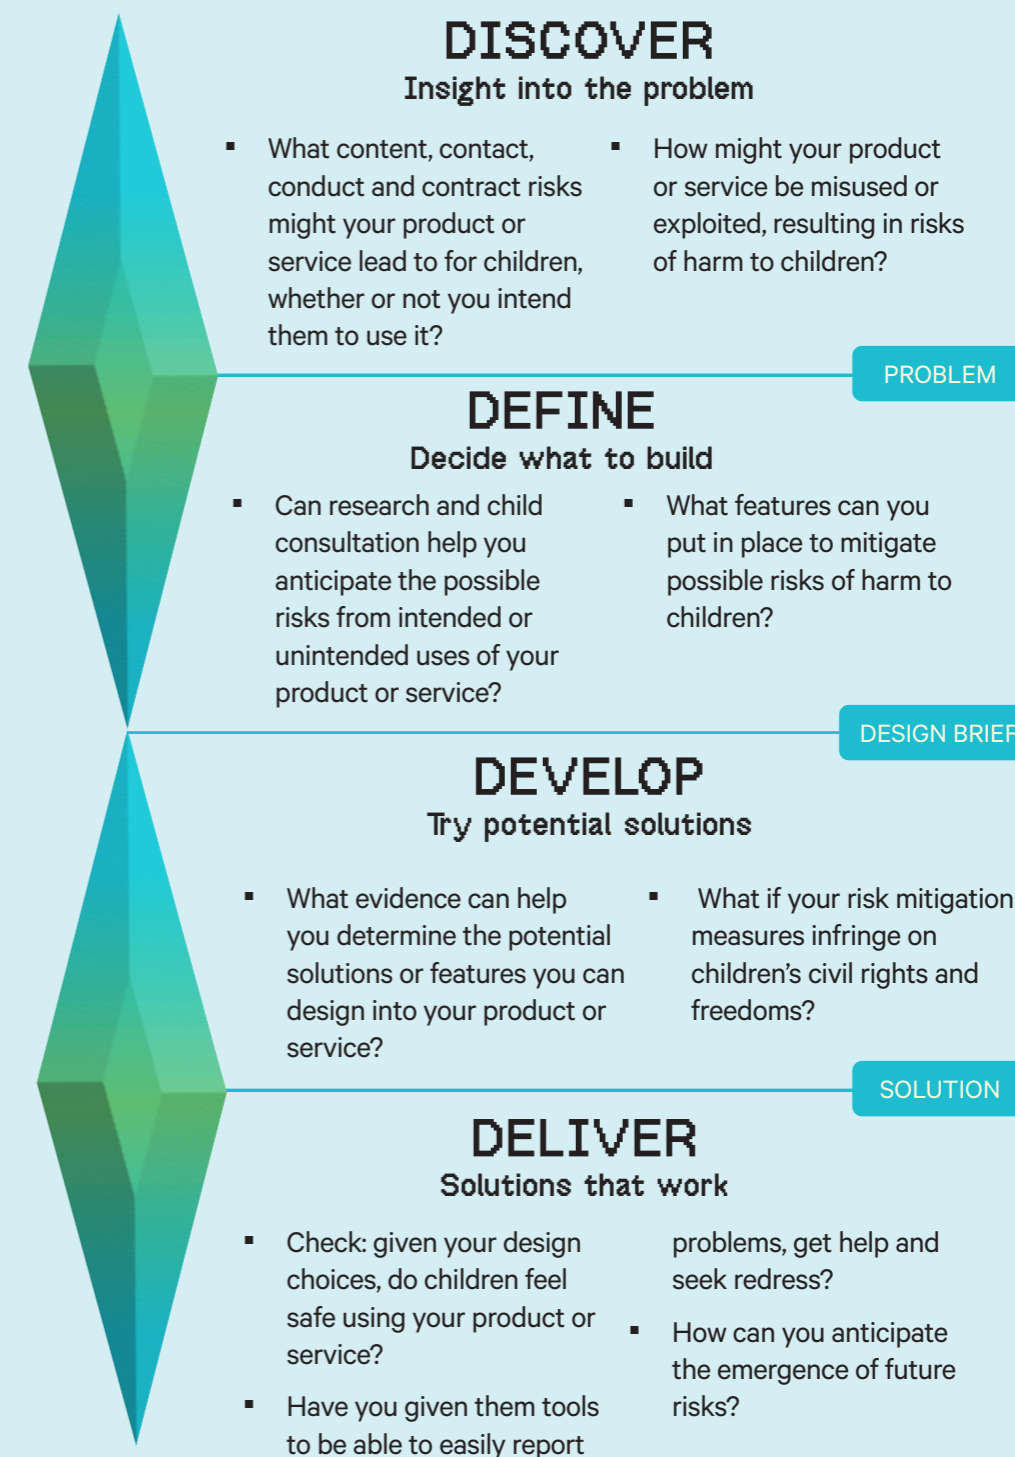 DISCOVER
Insight into the problem
▪ What content, contact,
conduct and contract risks
might your product or
service lead to for children,
whether or not you intend
them to use it?
▪ How might your product
or service be misused or
exploited, resulting in risks
of harm to children?
PROBLEM
DEFINE
Decide what to build
▪ Can research and child
consultation help you
anticipate the possible
risks from intended or
unintended uses of your
product or service?
▪ What features can you
put in place to mitigate
possible risks of harm to
children?
DESIGN BRIEF
DEVELOP
Try potential solutions
▪ What evidence can help
you determine the potential
solutions or features you can
design into your product or
service?
▪ What if your risk mitigation
measures infringe on
children’s civil rights and
freedoms?
SOLUTION
DELIVER
Solutions that work
▪ Check: given your design
choices, do children feel
safe using your product or
service?
▪ Have you given them tools
to be able to easily report
problems, get help and
seek redress?
▪ How can you anticipate
the emergence of future
risks?